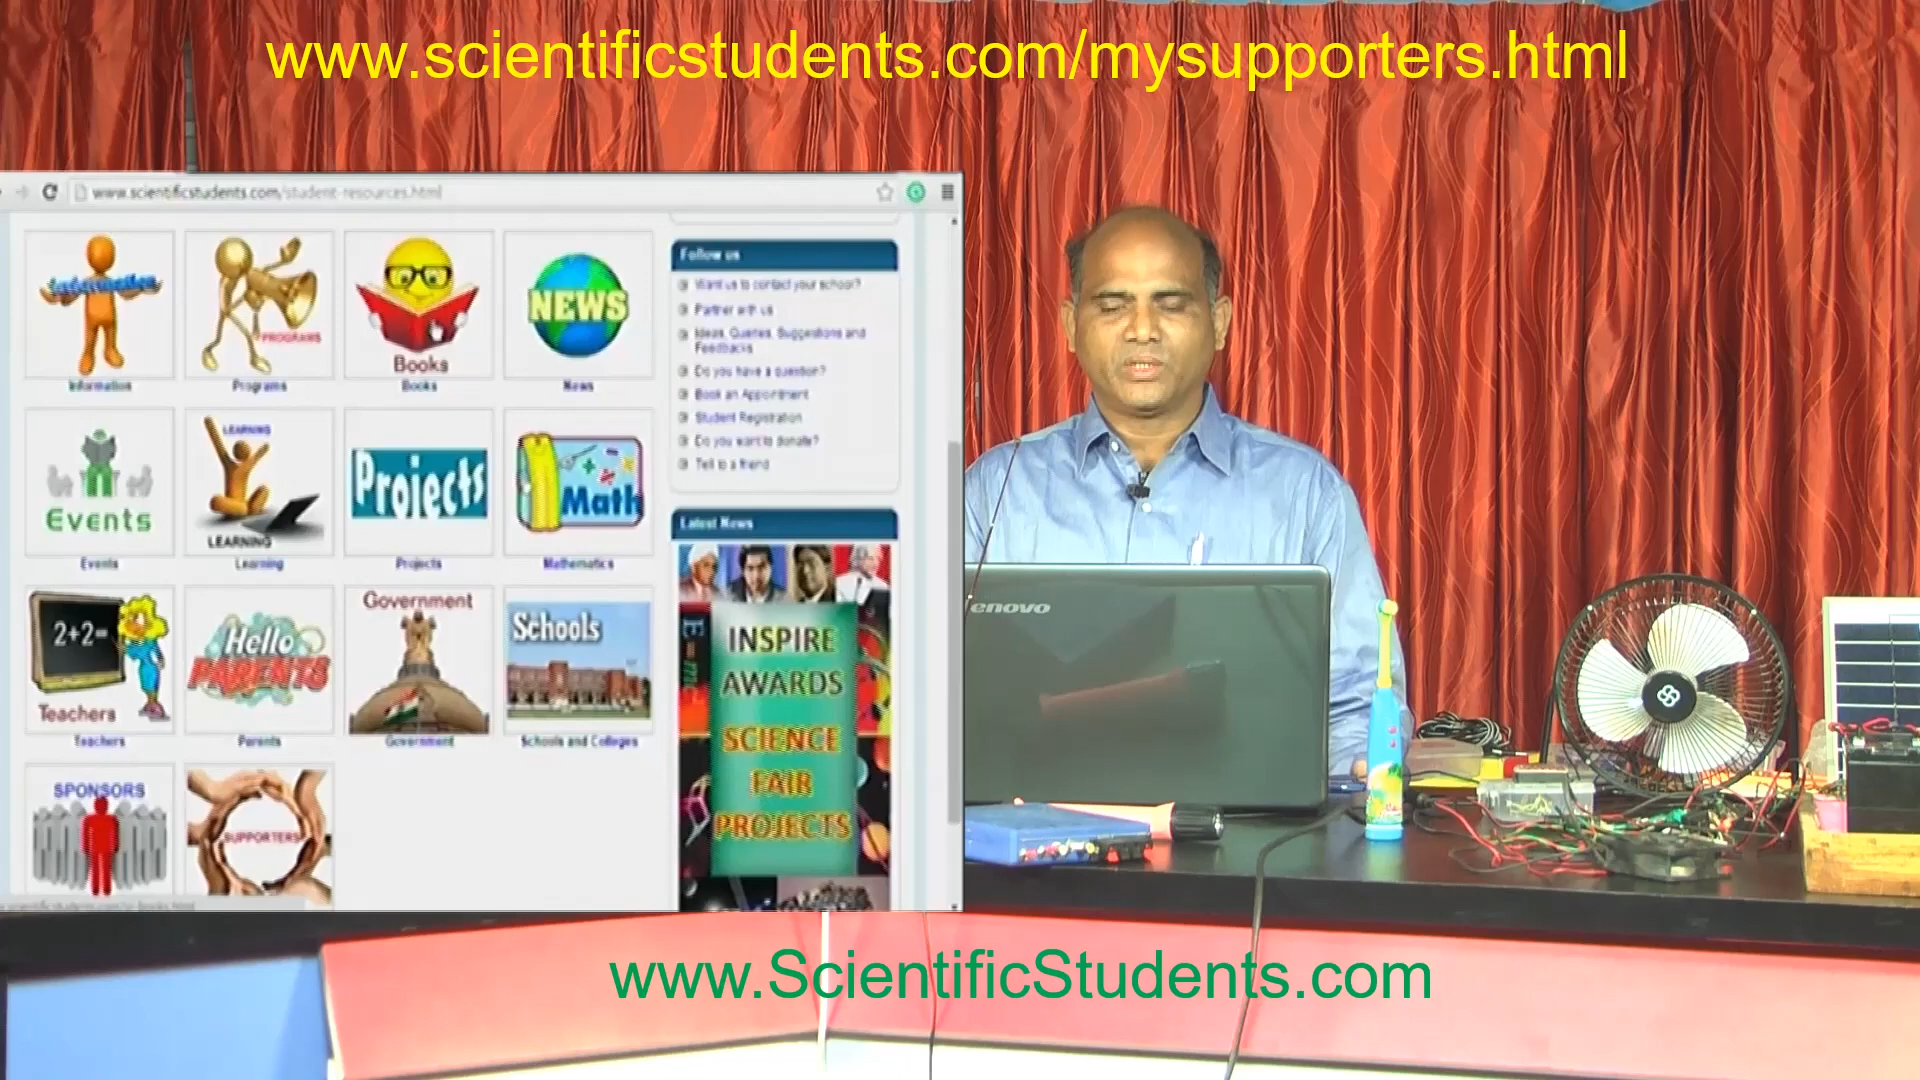 www.scientificstudents.com/mysupporters.html
www.scientificstudents.com/student-resources.html
Information
PROGRAMS
Books
NEWS
Information
Programs
Books
News
Follow us
Want us to contact your school?
Partner with us
Ideas, Queries, Suggestions and
Feedbacks
Do you have a question?
Book an Appointment
Student Registration
Do you want to donate?
Tell to a friend
Events
LEARNING
LEARNING
Projects
Math
Events
Learning
Projects
Mathematics
Latest News
2+2=
Teachers
Hello
PARENTS
Government
Schools
Teachers
Parents
Government
Schools and Colleges
INSPIRE
AWARDS
SCIENCE
FAIR
PROJECTS
SPONSORS
SUPPORTERS
enovo
www.ScientificStudents.com